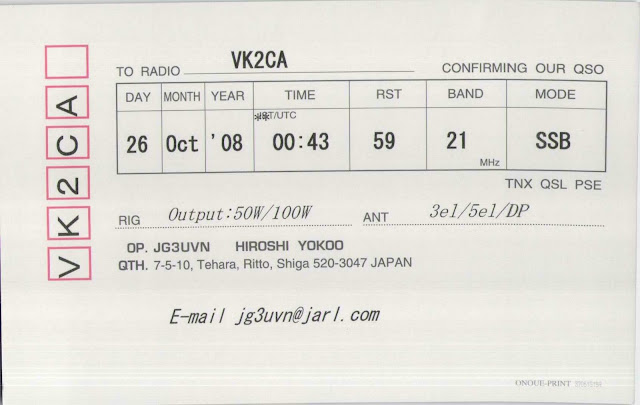 VK2CA
TO RADIO VK2CA CONFIRMING OUR QSO
DAY MONTH YEAR TIME RST BAND MODE
**/UTC
26 Oct '08 00:43 59 21 MHz SSB
TNX QSL PSE
RIG Output:50W/100W ANT 3el/5el/DP
OP. JG3UVN HIROSHI YOKOO
QTH. 7-5-10, Tehara, Ritto, Shiga 520-3047 JAPAN
E-mail jg3uvn@jarl.com
ONOUE-PRINT